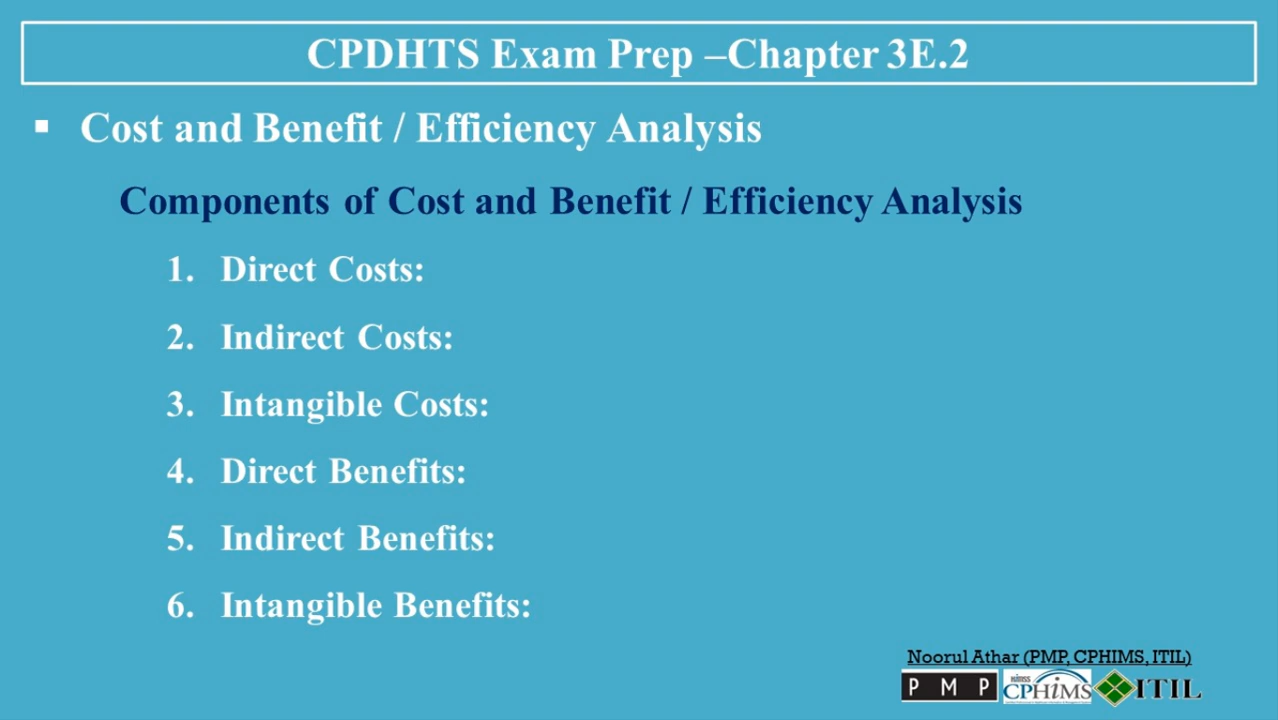 CPDHTS Exam Prep –Chapter 3E.2
▪ Cost and Benefit / Efficiency Analysis
Components of Cost and Benefit / Efficiency Analysis
1. Direct Costs:
2. Indirect Costs:
3. Intangible Costs:
4. Direct Benefits:
5. Indirect Benefits:
6. Intangible Benefits:
Noorul Athar (PMP, CPHIMS, ITIL)
PMP himss CPHiMS ITIL